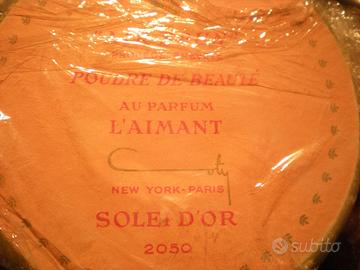 POUDRE DE BEAUTÉ
AU PARFUM
L'AIMANT
Coty
NEW YORK-PARIS
SOLEI D'OR
2050
subito